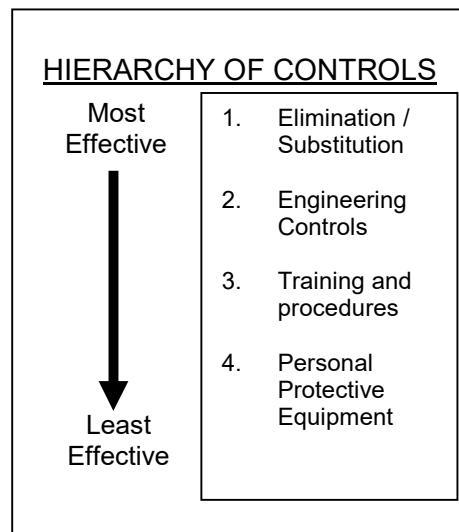 HIERARCHY OF CONTROLS
Most
Effective
1. Elimination /
Substitution
2. Engineering
Controls
3. Training and
procedures
4. Personal
Protective
Equipment
Least
Effective